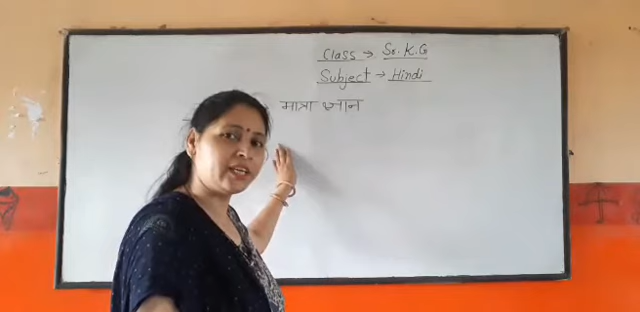 Class → Sr. K.G
Subject → Hindi
मात्रा ज्ञान